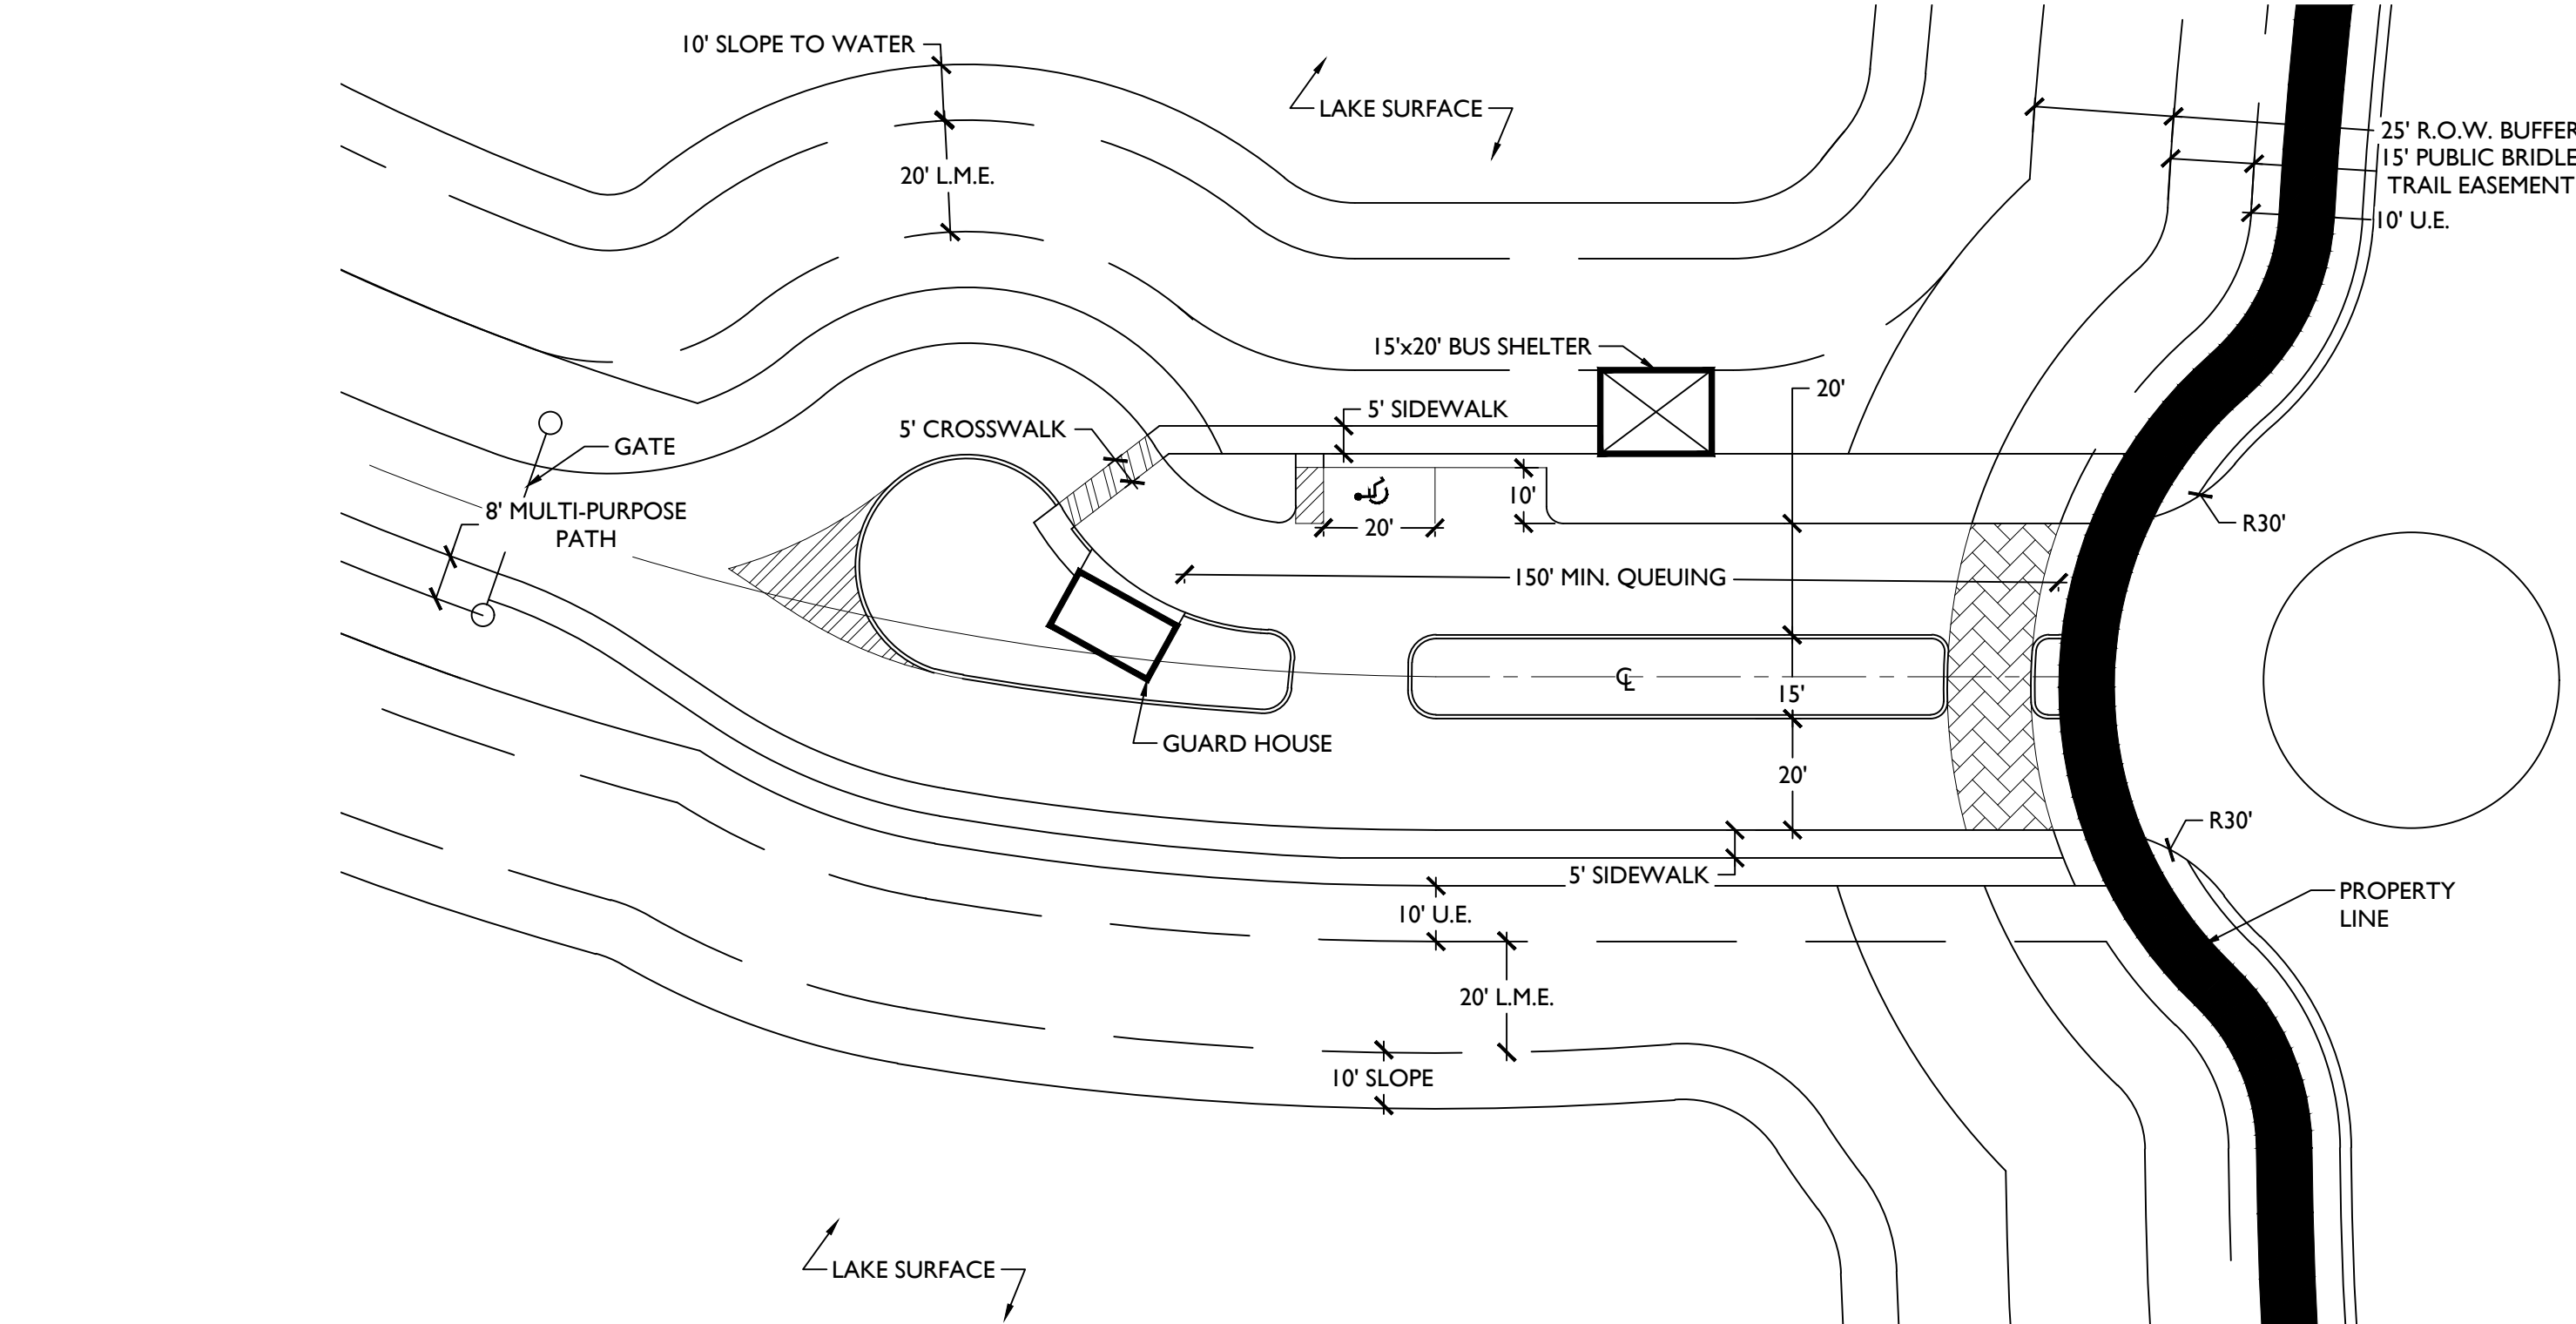 10' SLOPE TO WATER
LAKE SURFACE
25' R.O.W. BUFFER
15' PUBLIC BRIDLE
TRAIL EASEMENT
20' L.M.E.
10' U.E.
15'x20' BUS SHELTER
20'
5' SIDEWALK
5' CROSSWALK
GATE
10'
8' MULTI-PURPOSE
PATH
20'
R30'
150' MIN. QUEUING
℄
15'
GUARD HOUSE
20'
R30'
5' SIDEWALK
PROPERTY
LINE
10' U.E.
20' L.M.E.
10' SLOPE
LAKE SURFACE